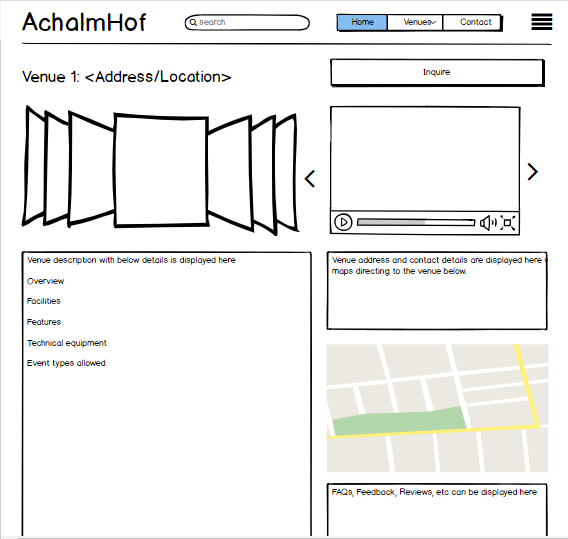 AchalmHof
search
Home
Venues
Contact
Venue 1: <Address/Location>
Inquire
Venue description with below details is displayed here
Overview
Facilities
Features
Technical equipment
Event types allowed
Venue address and contact details are displayed here
maps directing to the venue below.
FAQs, Feedback, Reviews, etc can be displayed here